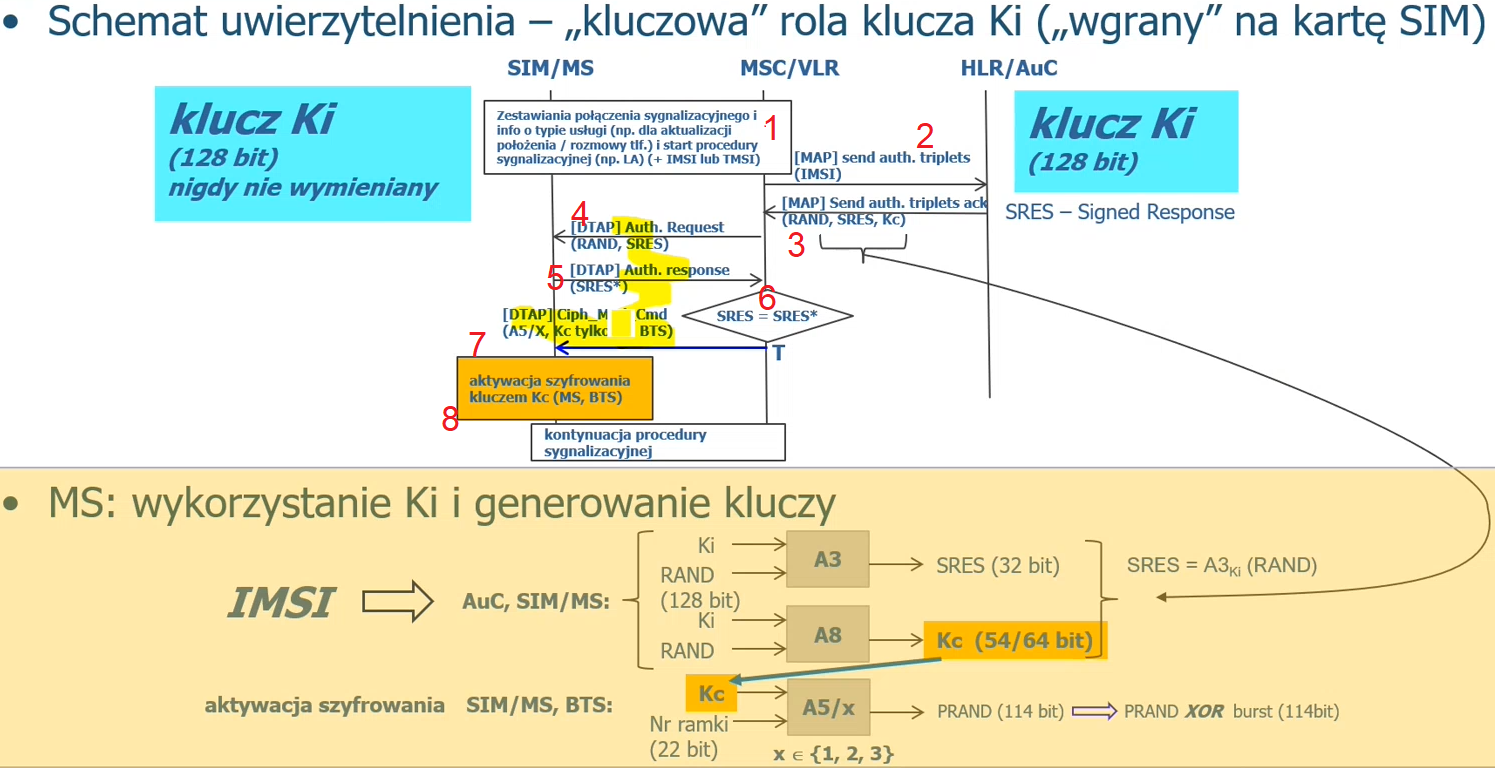 • Schemat uwierzytelnienia – „kluczowa” rola klucza Ki („wgrany” na kartę SIM)
SIM/MS
MSC/VLR
HLR/AuC
klucz Ki
(128 bit)
nigdy nie wymieniany
Zestawiania połączenia sygnalizacyjnego i
info o typie usługi (np. dla aktualizacji
położenia / rozmowy tlf.) i start procedury
sygnalizacyjnej (np. LA) (+ IMSI lub TMSI)
1
2
[MAP] send auth. triplets
(IMSI)
klucz Ki
(128 bit)
[MAP] Send auth. triplets ack
(RAND, SRES, Kc)
3
SRES – Signed Response
4
[DTAP] Auth. Request
(RAND, SRES)
5
[DTAP] Auth. response
(SRES*)
6
SRES = SRES*
[DTAP] Ciph_M Cmd
(A5/X, Kc tylko BTS)
T
7
aktywacja szyfrowania
kluczem Kc (MS, BTS)
8
kontynuacja procedury
sygnalizacyjnej
• MS: wykorzystanie Ki i generowanie kluczy
IMSI
AuC, SIM/MS:
Ki
RAND
(128 bit)
A3
SRES (32 bit)
SRES = A3Ki (RAND)
Ki
RAND
A8
Kc (54/64 bit)
aktywacja szyfrowania SIM/MS, BTS:
Kc
Nr ramki
(22 bit)
A5/x
x ∈ {1, 2, 3}
PRAND (114 bit)
PRAND XOR burst (114bit)